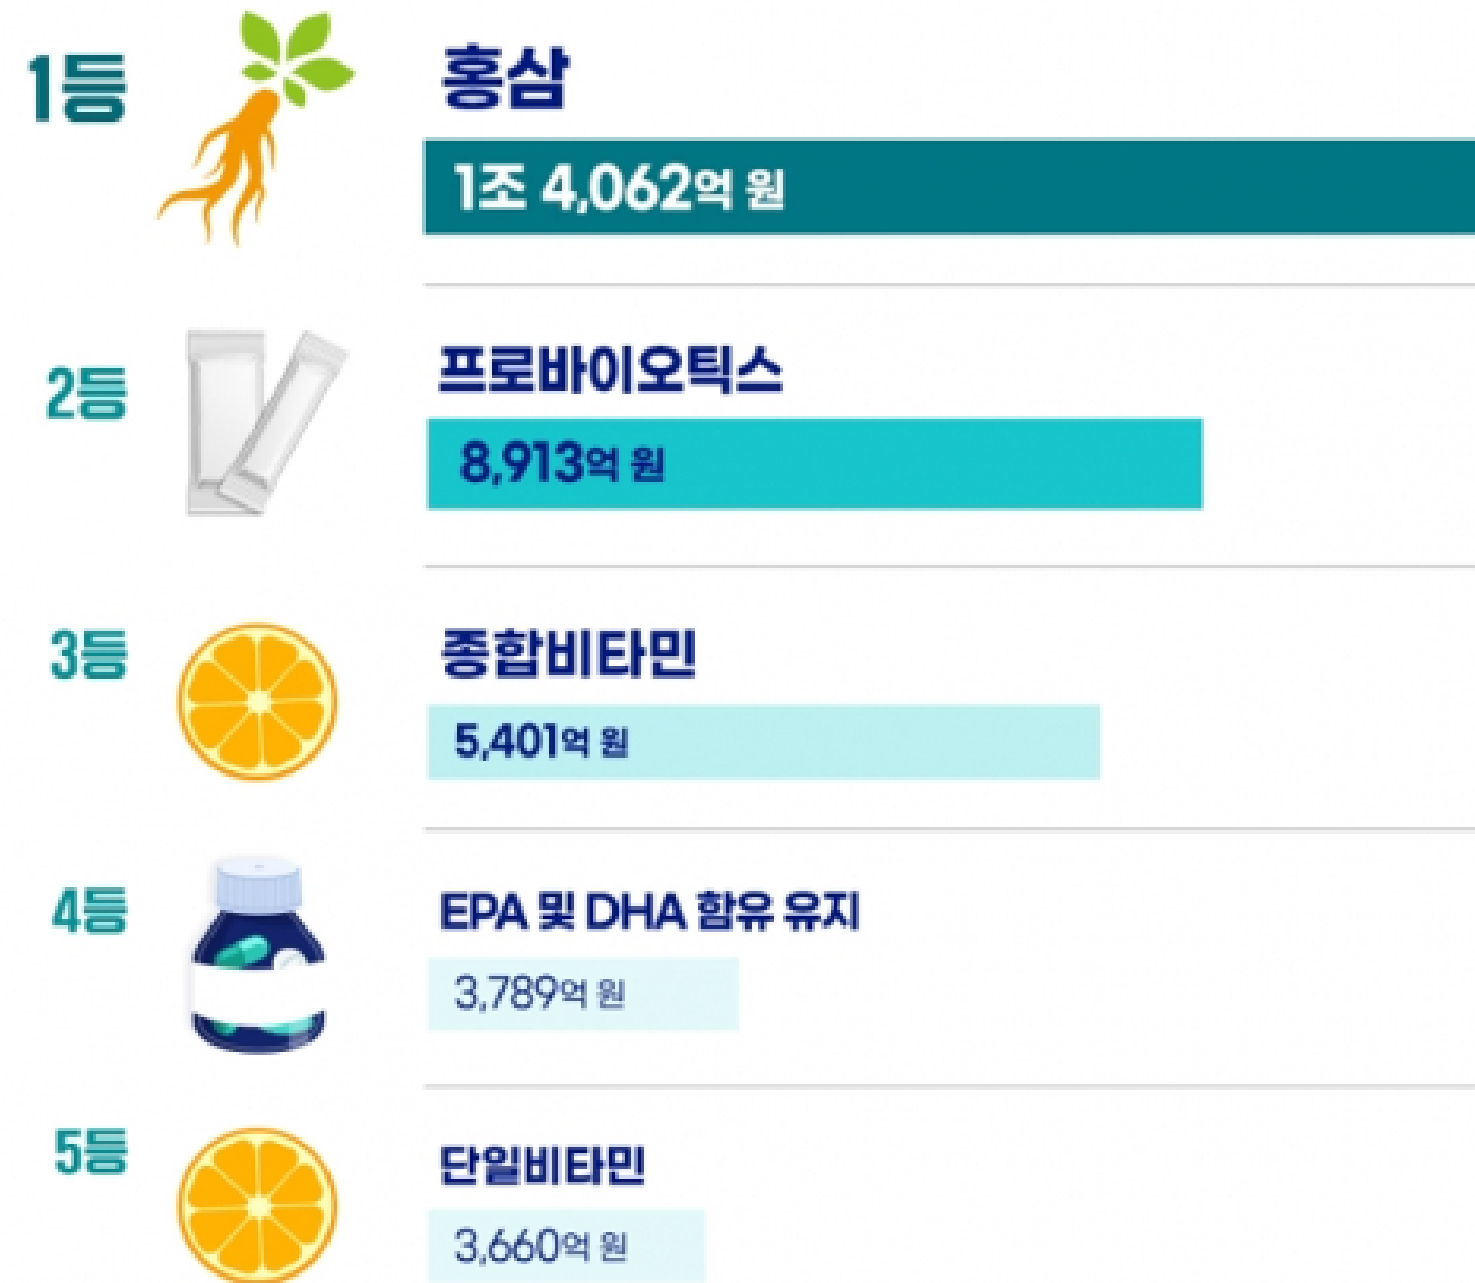 1등
홍삼
1조 4,062억 원
2등
프로바이오틱스
8,913억 원
3등
종합비타민
5,401억 원
4등
EPA 및 DHA 함유 유지
3,789억 원
5등
단일비타민
3,660억 원